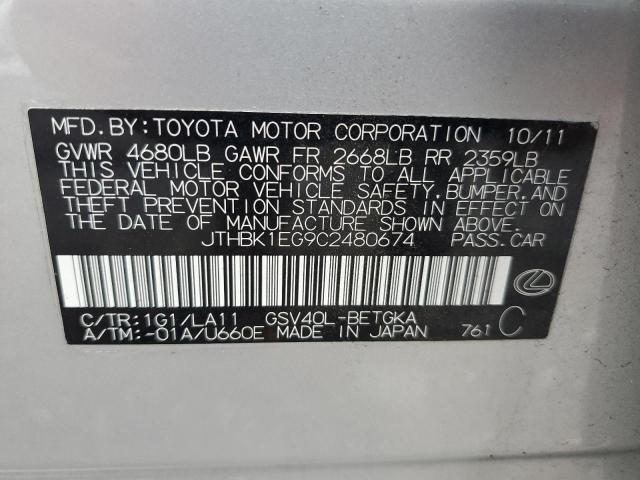 MFD.BY:TOYOTA MOTOR CORPORATION 10/11
GVWR 4680LB GAWR FR 2668LB RR 2359LB
THIS VEHICLE CONFORMS TO ALL APPLICABLE
FEDERAL MOTOR VEHICLE SAFETY,BUMPER,AND
THEFT PREVENTION STANDARDS IN EFFECT ON
THE DATE OF MANUFACTURE SHOWN ABOVE.
JTHBK1EG9C2480674 PASS.CAR
C/TR:1G1/LA11 GSV40L-BETGKA
A/TM:-01A/U660E MADE IN JAPAN 761 C